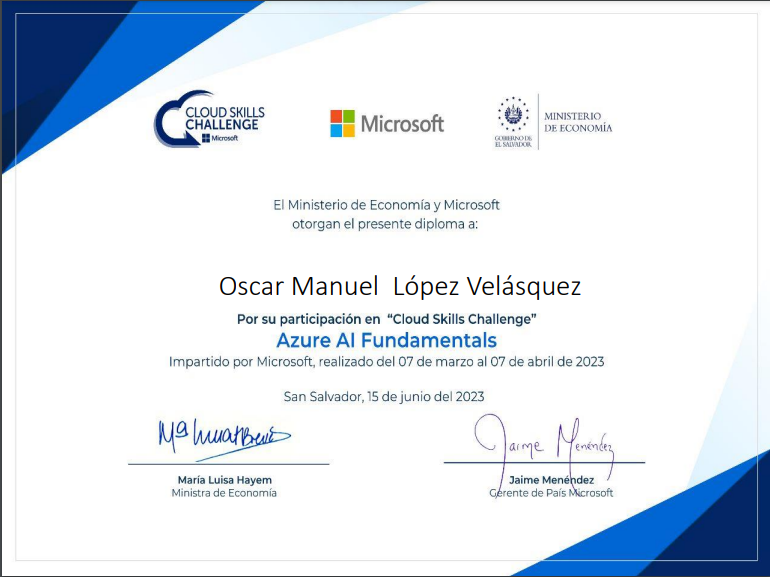 CLOUD SKILLS
CHALLENGE
Microsoft
Microsoft
GOBIERNO DE
EL SALVADOR
MINISTERIO
DE ECONOMÍA
El Ministerio de Economía y Microsoft
otorgan el presente diploma a:
Oscar Manuel López Velásquez
Por su participación en “Cloud Skills Challenge”
Azure AI Fundamentals
Impartido por Microsoft, realizado del 07 de marzo al 07 de abril de 2023
San Salvador, 15 de junio del 2023
Jaime Menéndez
María Luisa Hayem
Ministra de Economía
Jaime Menéndez
Gerente de País Microsoft